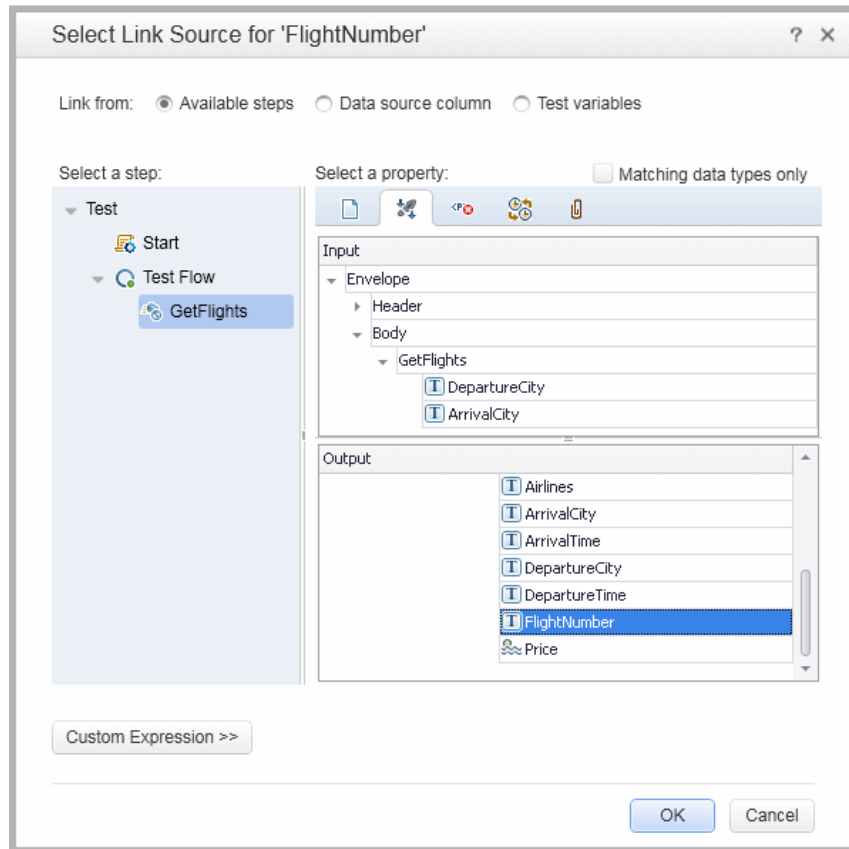 Select Link Source for 'FlightNumber'
Link from: Available steps Data source column Test variables
Select a step: Select a property: Matching data types only
Test
Start
Test Flow
GetFlights
Input
Envelope
Header
Body
GetFlights
DepartureCity
ArrivalCity
Output
Airlines
ArrivalCity
ArrivalTime
DepartureCity
DepartureTime
FlightNumber
Price
Custom Expression >>
OK Cancel